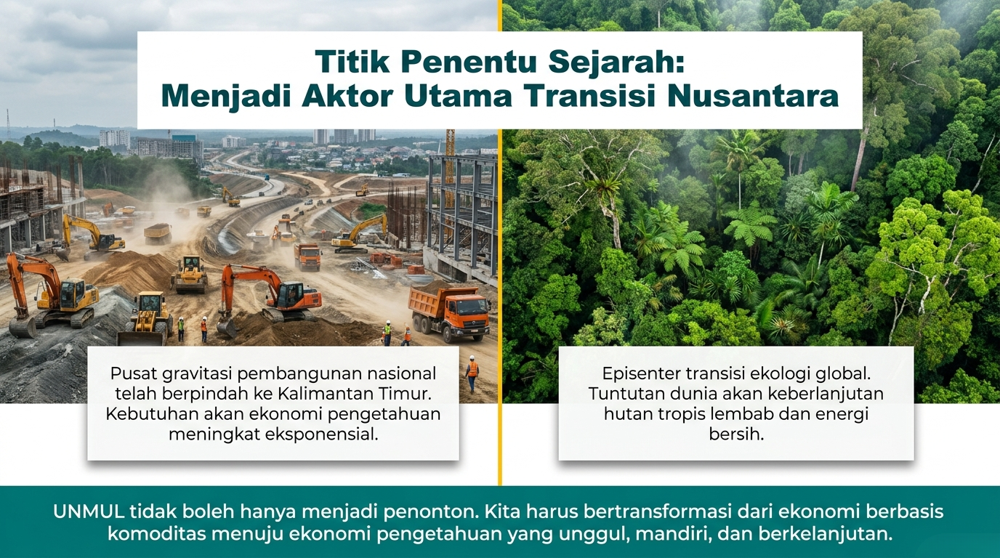 Titik Penentu Sejarah:
Menjadi Aktor Utama Transisi Nusantara
Pusat gravitasi pembangunan nasional
telah berpindah ke Kalimantan Timur.
Kebutuhan akan ekonomi pengetahuan
meningkat eksponensial.
Episenter transisi ekologi global.
Tuntutan dunia akan keberlanjutan
hutan tropis lembab dan energi
bersih.
UNMUL tidak boleh hanya menjadi penonton. Kita harus bertransformasi dari ekonomi berbasis
komoditas menuju ekonomi pengetahuan yang unggul, mandiri, dan berkelanjutan.